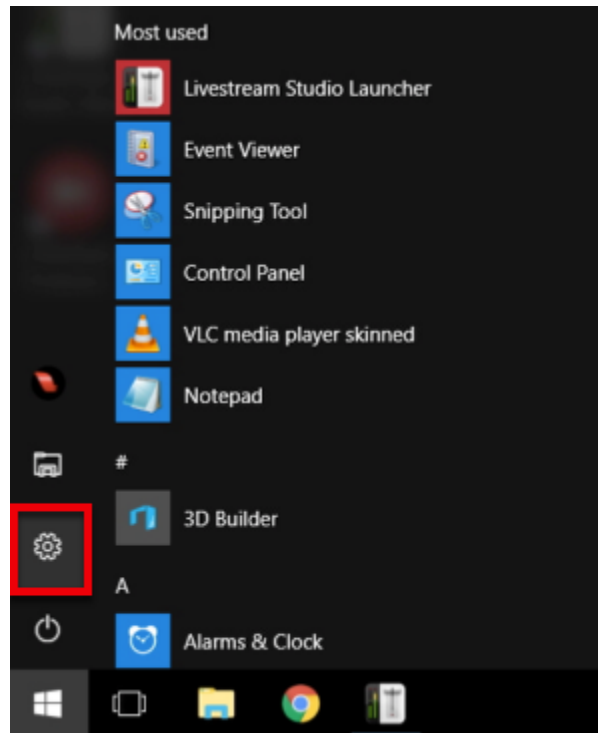 Most used
Livestream Studio Launcher
Event Viewer
Snipping Tool
Control Panel
VLC media player skinned
Notepad
#
3D Builder
A
Alarms & Clock